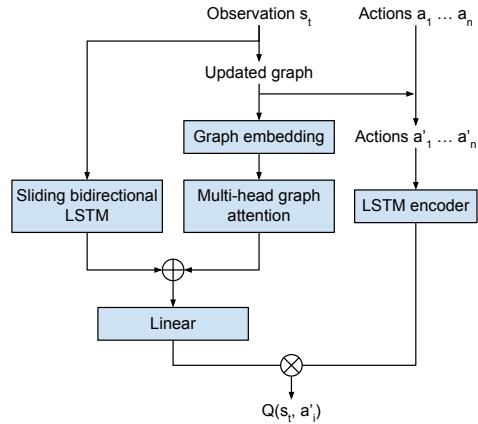 Observation s_t
Actions a_1 ... a_n
Updated graph
Graph embedding
Actions a'_1 ... a'_n
Sliding bidirectional
LSTM
Multi-head graph
attention
LSTM encoder
Linear
Q(s_t, a'_i)